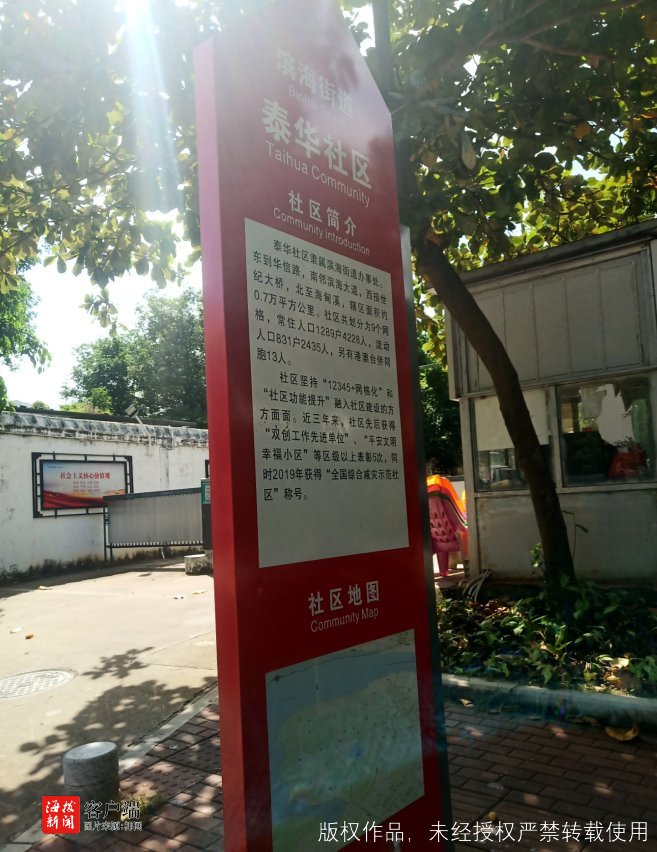 滨海街道
泰华社区
Taihua Community
社区简介
Community Introduction
泰华社区隶属滨海街道办事处、
东到华信路，南邻滨海大道，西接世
纪大桥，北至海甸溪，辖区面积约
0.7万平方公里。社区共划分为9个网
格，常住人口1289户4228人，流动
人口831户2435人，另有港澳台侨同
胞13人。
社区坚持“12345+网格化”和
“社区功能提升”融入社区建设的方
方面面。近三年来，社区先后获得
“双创工作先进单位”、“平安文明
幸福小区”等区级以上表彰5次，同
时2019年获得“全国综合减灾示范社
区”称号。
社区地图
Community Map
社会主义核心价值观
海拔
新闻
客户端
版权作品，未经授权严禁转载使用